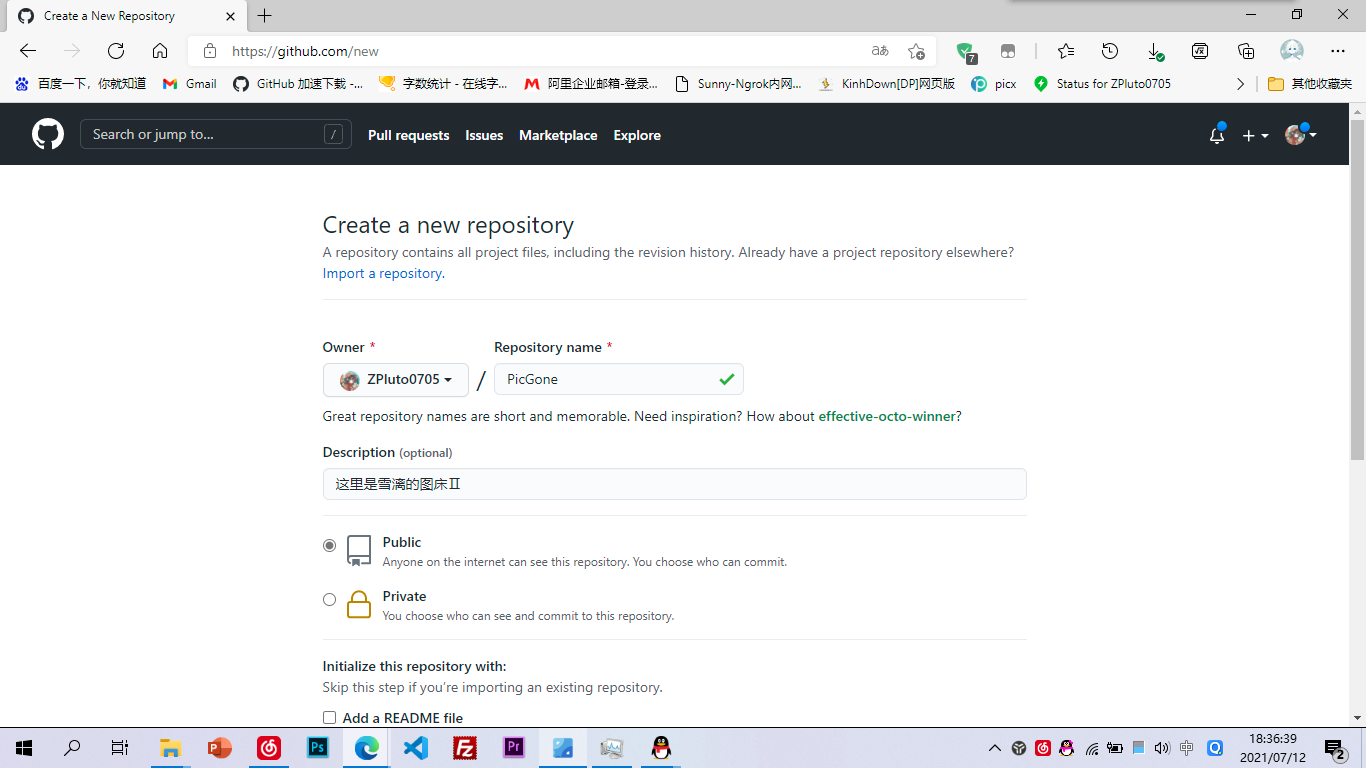 Create a New Repository
https://github.com/new
aあ
7
百度一下，你就知道
Gmail
GitHub 加速下载 -...
字数统计 - 在线字...
阿里企业邮箱-登录...
Sunny-Ngrok内网...
KinhDown[DP]网页版
picx
Status for ZPluto0705
其他收藏夹
Search or jump to...
/
Pull requests
Issues
Marketplace
Explore
Create a new repository
A repository contains all project files, including the revision history. Already have a project repository elsewhere?
Import a repository.
Owner *
Repository name *
ZPluto0705
/
PicGone
Great repository names are short and memorable. Need inspiration? How about effective-octo-winner?
Description (optional)
这里是雪漓的图床Ⅱ
Public
Anyone on the internet can see this repository. You choose who can commit.
Private
You choose who can see and commit to this repository.
Initialize this repository with:
Skip this step if you're importing an existing repository.
Add a README file
Ps
Fz
Pr
中
18:36:39
2021/07/12
2